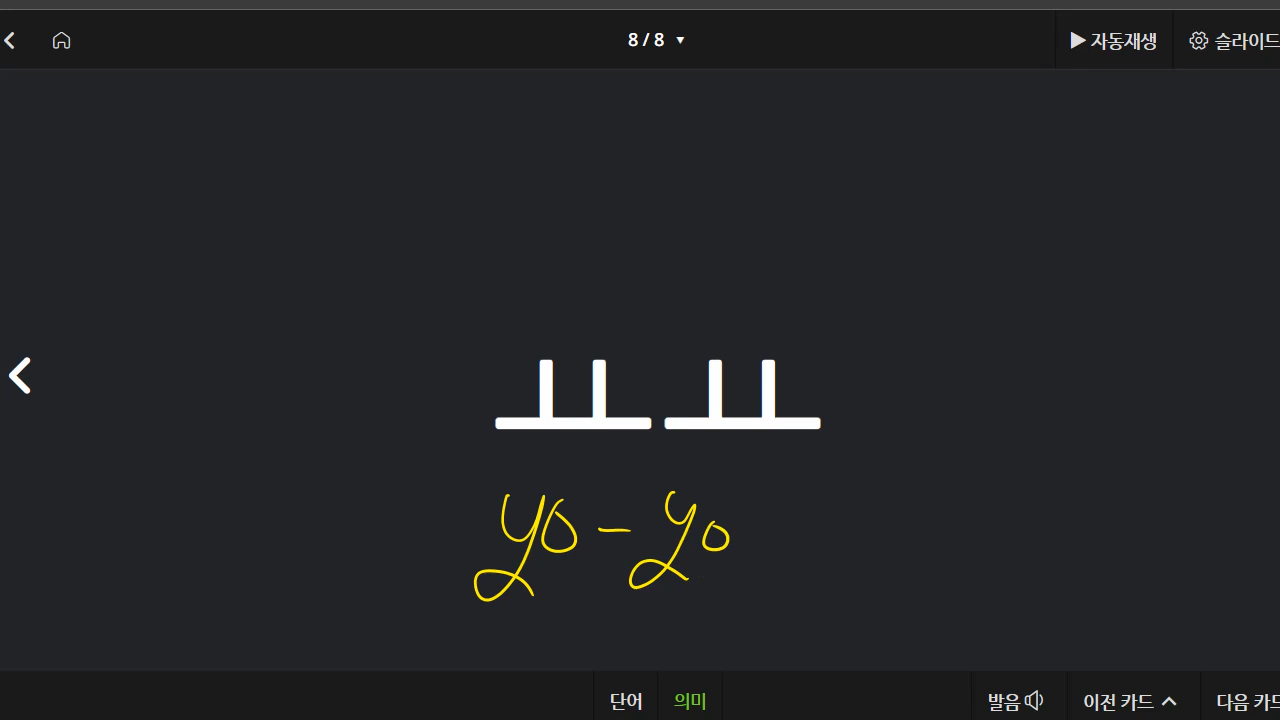 8 / 8 자동재생 슬라이드
ㅛㅛ
yo - yo
단어 의미 발음 이전 카드 다음 카드